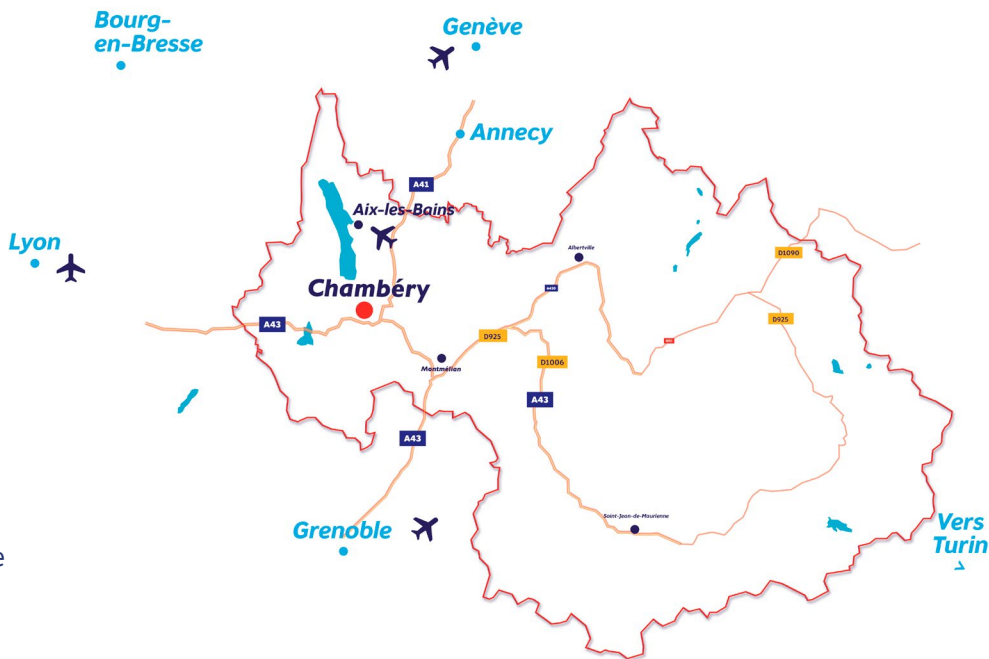 Bourg-
en-Bresse
Genève
Annecy
A41
Aix-les-Bains
Lyon
Albertville
D1090
Chambéry
A430
A43
D925
D925
Montmélian
D1006
A43
A43
Saint-Jean-de-Maurienne
Grenoble
Vers
Turin
e